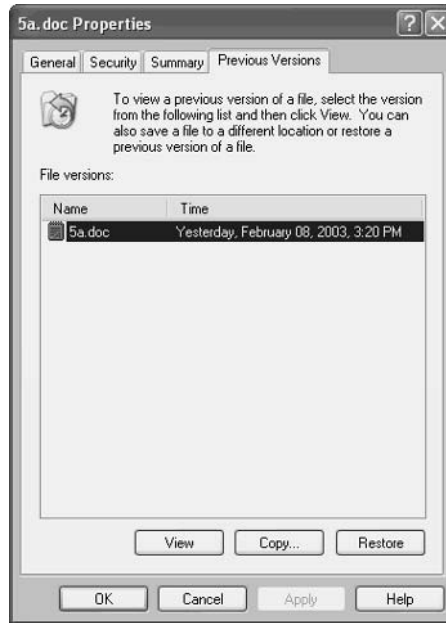 5a.doc Properties
General Security Summary Previous Versions
To view a previous version of a file, select the version
from the following list and then click View. You can
also save a file to a different location or restore a
previous version of a file.
File versions:
Name Time
5a.doc Yesterday, February 08, 2003, 3:20 PM
View Copy... Restore
OK Cancel Apply Help